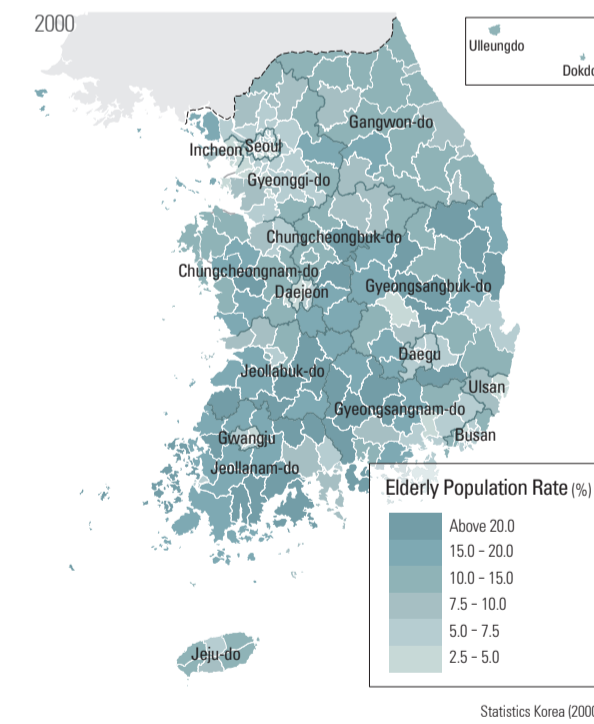 2000
Ulleungdo
Dokdo
Gangwon-do
Incheon
Seoul
Gyeonggi-do
Chungcheongbuk-do
Chungcheongnam-do
Daejeon
Gyeongsangbuk-do
Daegu
Jeollabuk-do
Ulsan
Gyeongsangnam-do
Busan
Gwangju
Jeollanam-do
Jeju-do
Elderly Population Rate (%)
Above 20.0
15.0 - 20.0
10.0 - 15.0
7.5 - 10.0
5.0 - 7.5
2.5 - 5.0
Statistics Korea (2000